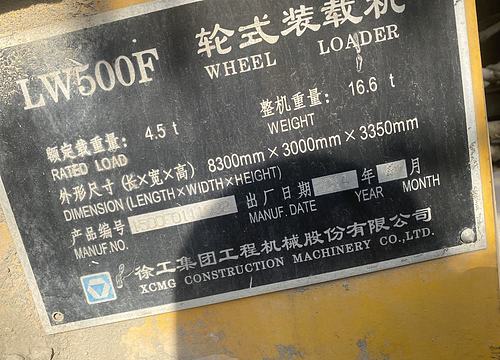 LW500F 轮式装载机
WHEEL LOADER
额定载重量: 4.5 t 整机重量: 16.6 t
RATED LOAD WEIGHT
外形尺寸 (长×宽×高) 8300mm×3000mm×3350mm
DIMENSION (LENGTH×WIDTH×HEIGHT)
产品编号 出厂日期 年 月
MANUF.NO. MANUF.DATE YEAR MONTH
徐工集团工程机械股份有限公司
XCMG CONSTRUCTION MACHINERY CO.,LTD.